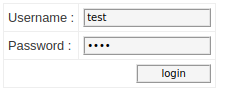 Username : test
Password : ••••
login